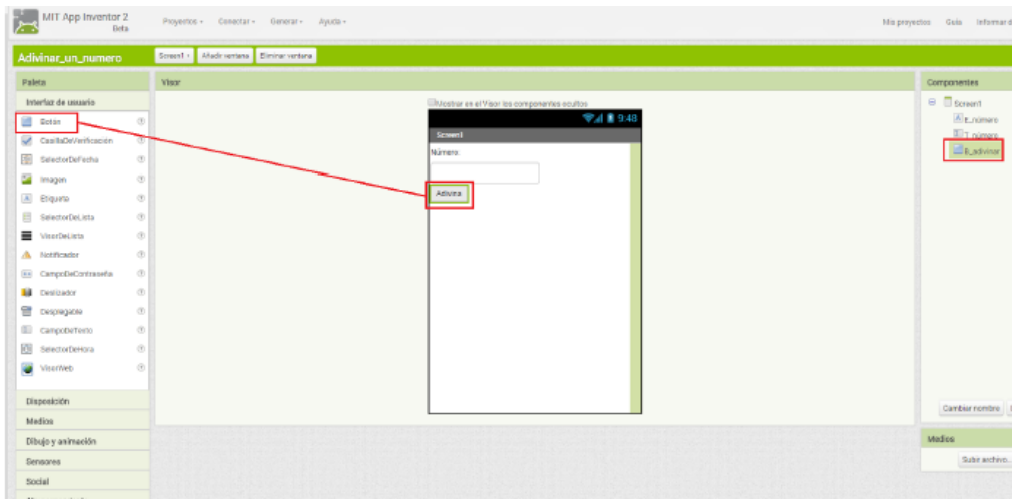 MIT App Inventor 2
Beta
Proyectos Conectar Generar Ayuda
Mis proyectos Guía Informar d
Adivinar_un_numero
Screen1 Añadir ventana Eliminar ventana
Paleta
Visor
Componentes
Interfaz de usuario
Botón
CasillaDeVerificación
SelectorDeFecha
Imagen
Etiqueta
SelectorDeLista
VisorDeLista
Notificador
CampoDeContraseña
Deslizador
Desplegable
CampoDeTexto
SelectorDeHora
VisorWeb
Disposición
Medios
Dibujo y animación
Sensores
Social
Mostrar en el Visor los componentes ocultos
9:48
Screen1
Número:
Adivina
Screen1
E_número
T_número
B_adivinar
Cambiar nombre
Medios
Subir archivo...